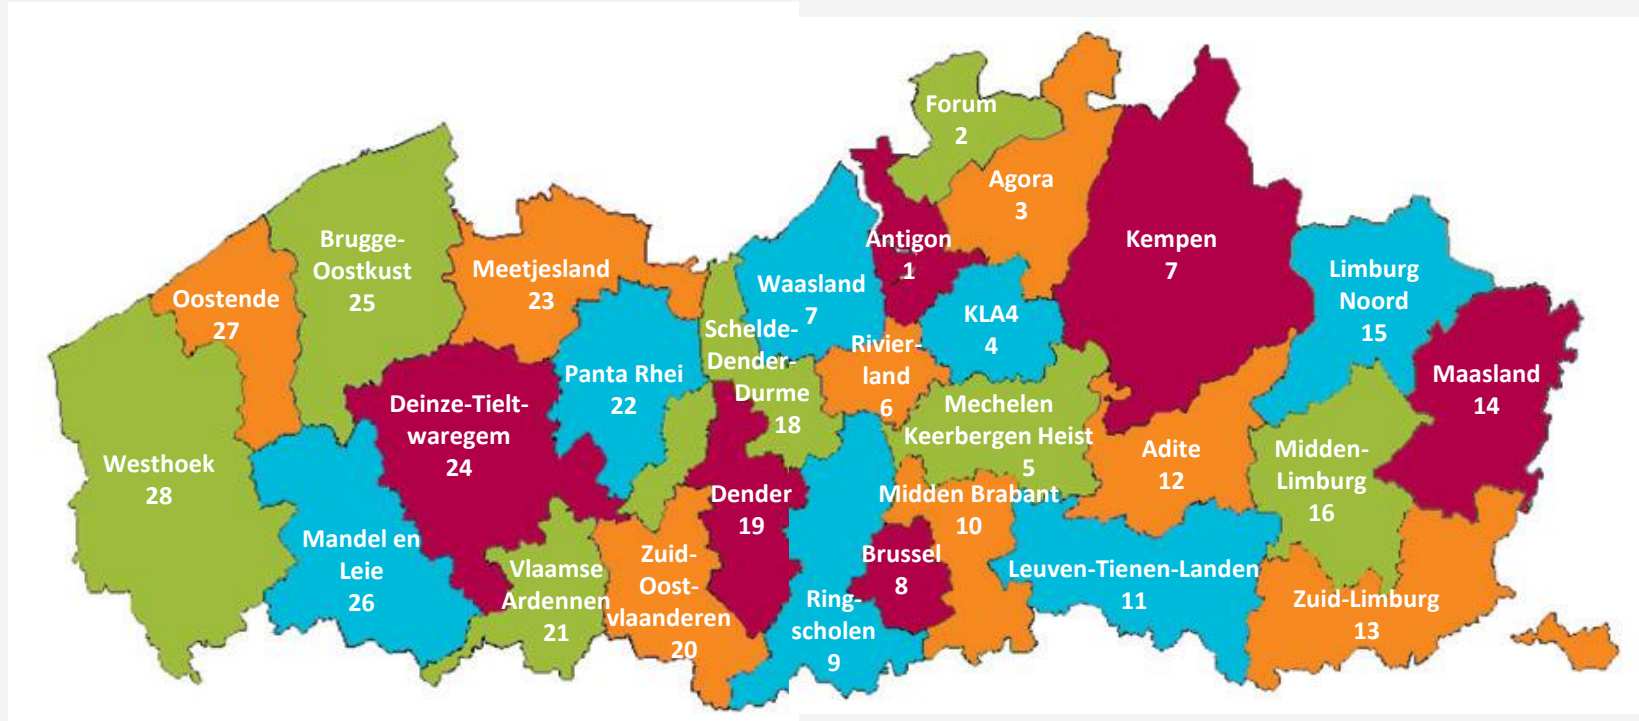 Forum
2
Agora
3
Antigon
1
Kempen
7
Brugge-
Oostkust
25
Meetjesland
23
Oostende
27
Waasland
7
Limburg
Noord
15
KLA4
4
Schelde-
Dender-
Durme
18
Rivier-
land
6
Panta Rhei
22
Maasland
14
Deinze-Tielt-
waregem
24
Mechelen
Keerbergen Heist
5
Adite
12
Midden-
Limburg
16
Westhoek
28
Dender
19
Midden Brabant
10
Mandel en
Leie
26
Vlaamse
Ardennen
21
Zuid-
Oost-
vlaanderen
20
Brussel
8
Ring-
scholen
9
Leuven-Tienen-Landen
11
Zuid-Limburg
13